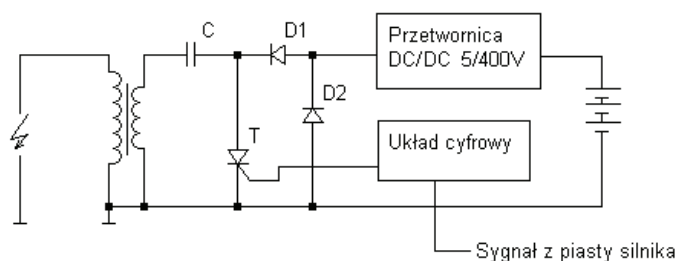 C
D1
Przetwornica
DC/DC 5/400V
D2
T
Układ cyfrowy
Sygnał z piasty silnika